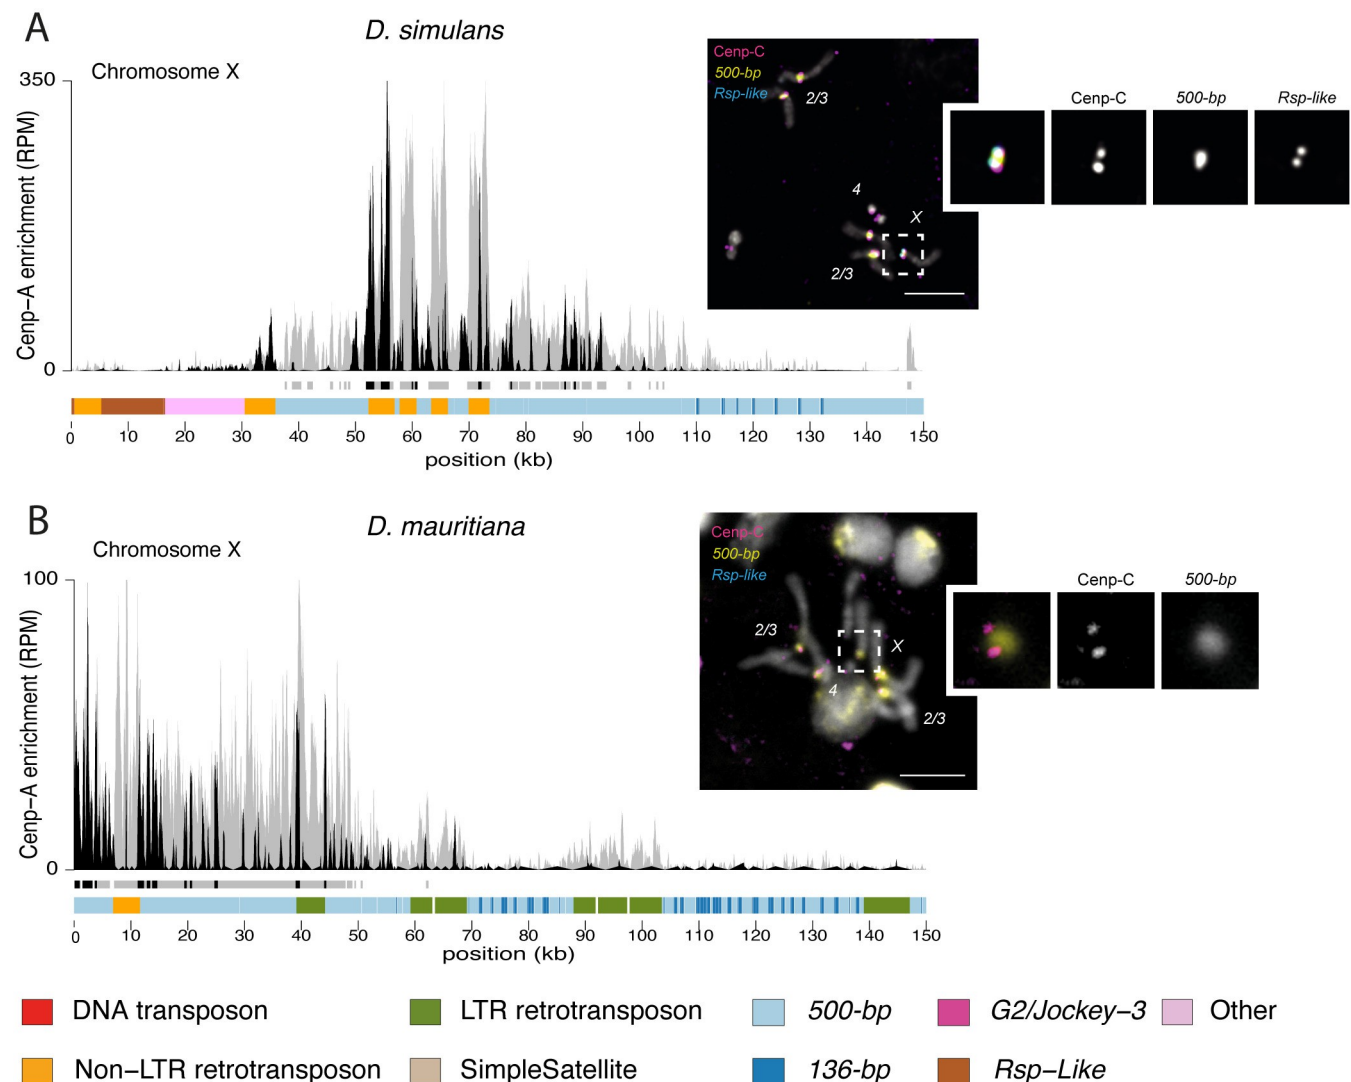 A
D. simulans
Chromosome X
350
Cenp–A enrichment (RPM)
0
Cenp-C
500-bp
Rsp-like
2/3
4
X
2/3
Cenp-C
500-bp
Rsp-like
0 10 20 30 40 50 60 70 80 90 100 110 120 130 140 150
position (kb)
B
D. mauritiana
Chromosome X
100
Cenp–A enrichment (RPM)
0
Cenp-C
500-bp
Rsp-like
2/3
X
4
2/3
Cenp-C
500-bp
0 10 20 30 40 50 60 70 80 90 100 110 120 130 140 150
position (kb)
DNA transposon
LTR retrotransposon
500-bp
G2/Jockey–3
Other
Non–LTR retrotransposon
SimpleSatellite
136-bp
Rsp–Like